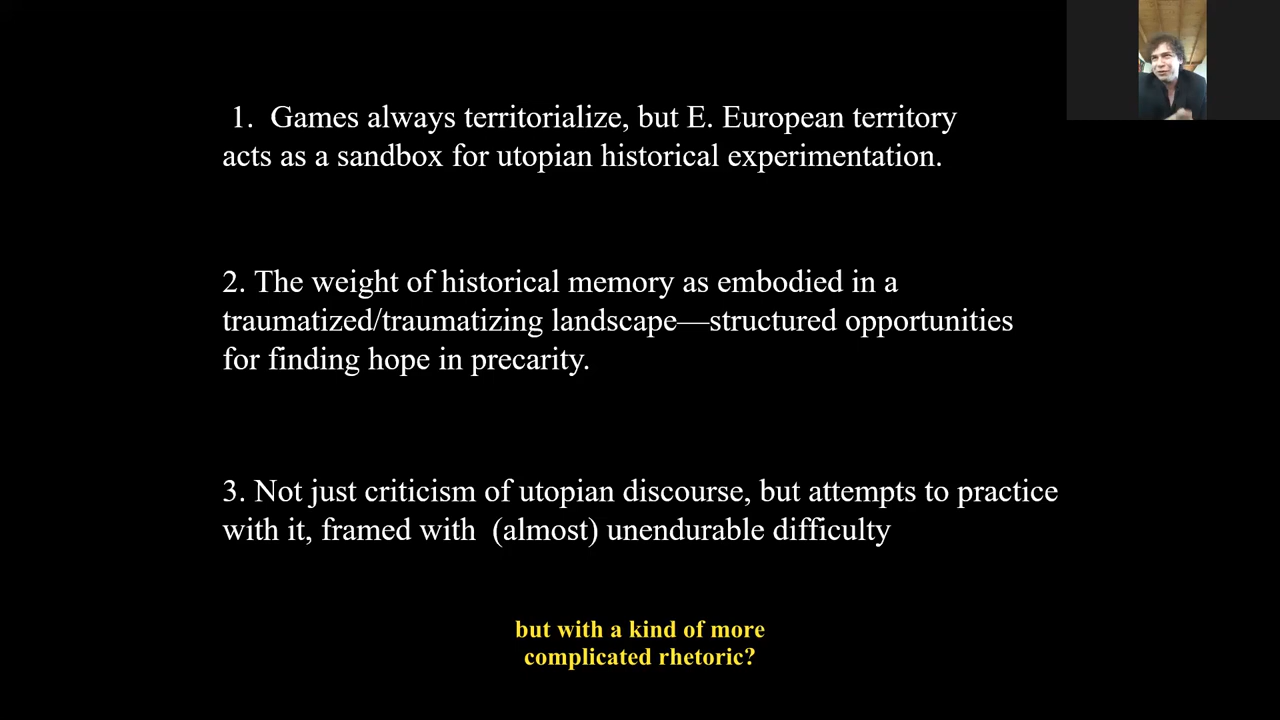 1. Games always territorialize, but E. European territory
acts as a sandbox for utopian historical experimentation.
2. The weight of historical memory as embodied in a
traumatized/traumatizing landscape—structured opportunities
for finding hope in precarity.
3. Not just criticism of utopian discourse, but attempts to practice
with it, framed with (almost) unendurable difficulty
but with a kind of more
complicated rhetoric?